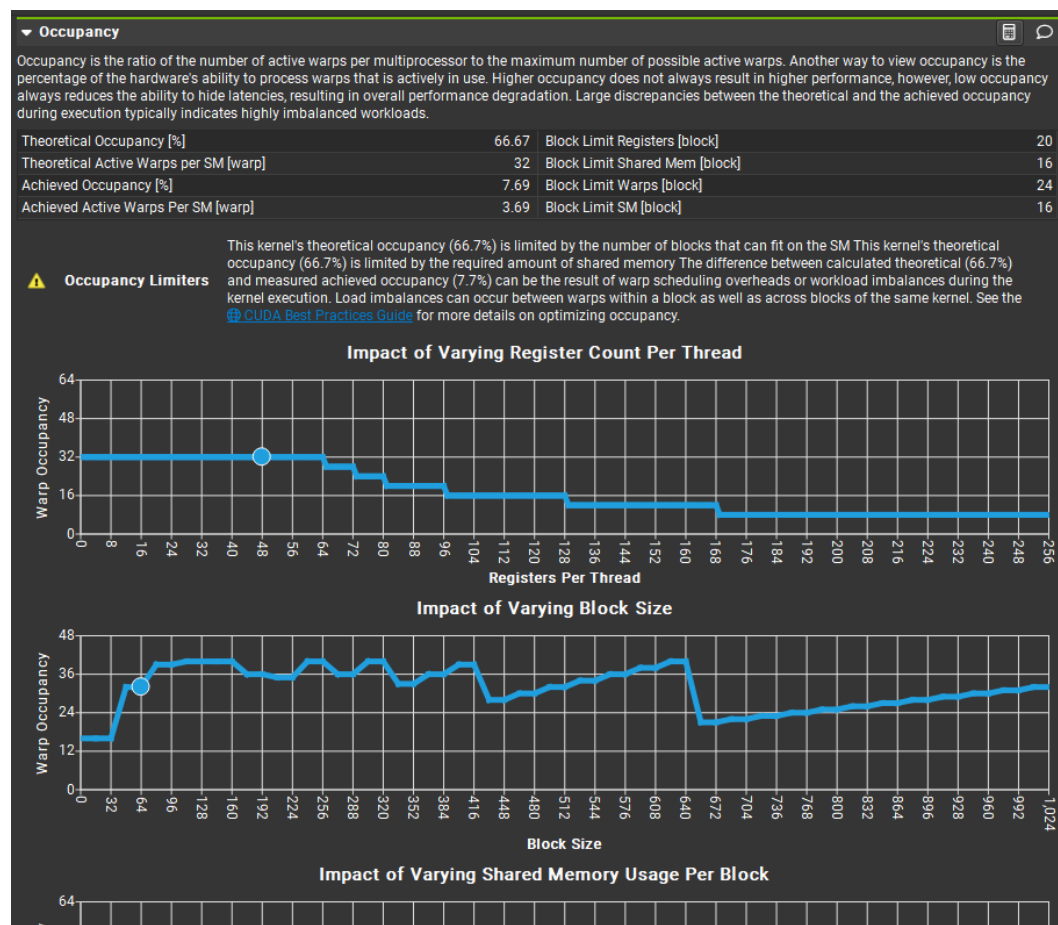 Occupancy
Occupancy is the ratio of the number of active warps per multiprocessor to the maximum number of possible active warps. Another way to view occupancy is the
percentage of the hardware's ability to process warps that is actively in use. Higher occupancy does not always result in higher performance, however, low occupancy
always reduces the ability to hide latencies, resulting in overall performance degradation. Large discrepancies between the theoretical and the achieved occupancy
during execution typically indicates highly imbalanced workloads.
Theoretical Occupancy [%] 66.67 Block Limit Registers [block] 20
Theoretical Active Warps per SM [warp] 32 Block Limit Shared Mem [block] 16
Achieved Occupancy [%] 7.69 Block Limit Warps [block] 24
Achieved Active Warps Per SM [warp] 3.69 Block Limit SM [block] 16
Occupancy Limiters
This kernel's theoretical occupancy (66.7%) is limited by the number of blocks that can fit on the SM This kernel's theoretical
occupancy (66.7%) is limited by the required amount of shared memory The difference between calculated theoretical (66.7%)
and measured achieved occupancy (7.7%) can be the result of warp scheduling overheads or workload imbalances during the
kernel execution. Load imbalances can occur between warps within a block as well as across blocks of the same kernel. See the
CUDA Best Practices Guide for more details on optimizing occupancy.
Impact of Varying Register Count Per Thread
Warp Occupancy
64
48
32
16
0
0 8 16 24 32 40 48 56 64 72 80 88 96 104 112 120 128 136 144 152 160 168 176 184 192 200 208 216 224 232 240 248 256
Registers Per Thread
Impact of Varying Block Size
Warp Occupancy
48
36
24
12
0
0 32 64 96 128 160 192 224 256 288 320 352 384 416 448 480 512 544 576 608 640 672 704 736 768 800 832 864 896 928 960 992 1,024
Block Size
Impact of Varying Shared Memory Usage Per Block
64